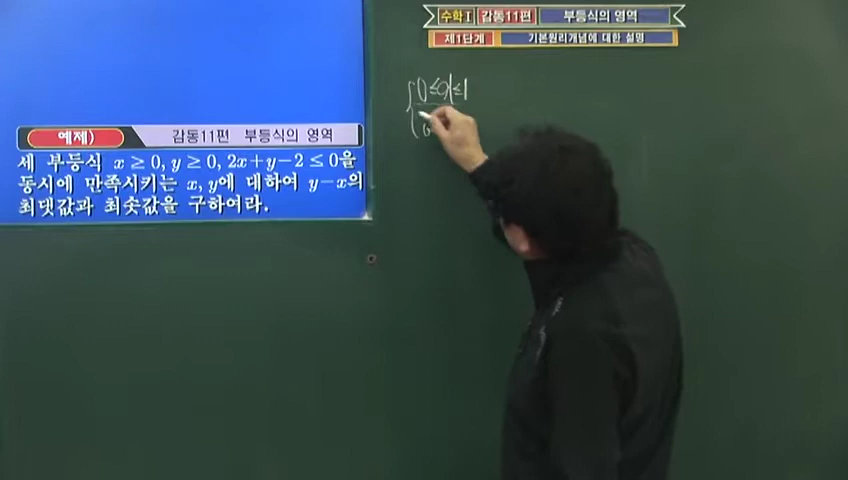 수학Ⅰ 감동11편 부등식의 영역
제1단계 기본원리개념에 대한 설명
예제) 감동11편 부등식의 영역
세 부등식 x ≥ 0, y ≥ 0, 2x+y−2 ≤ 0을
동시에 만족시키는 x, y에 대하여 y−x의
최댓값과 최솟값을 구하여라.